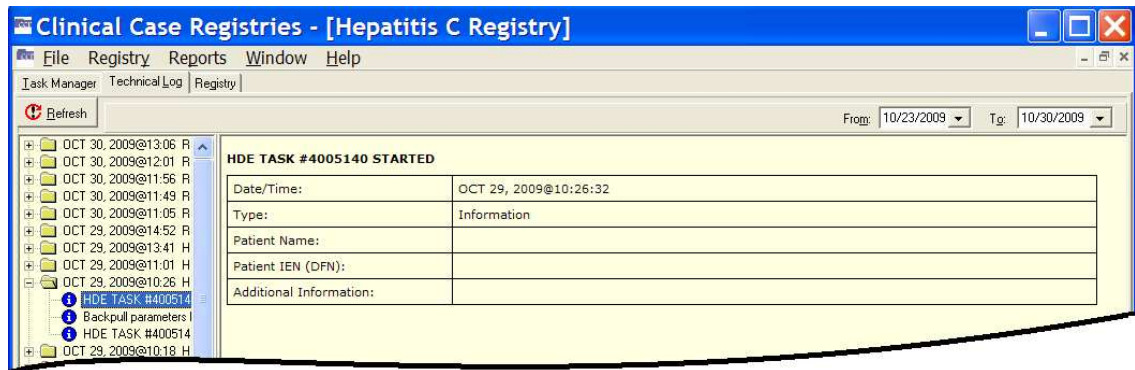 Clinical Case Registries - [Hepatitis C Registry]
File Registry Reports Window Help
Task Manager Technical Log Registry
Refresh From: 10/23/2009 To: 10/30/2009
OCT 30, 2009@13:06 R
OCT 30, 2009@12:01 R
OCT 30, 2009@11:56 R
OCT 30, 2009@11:49 R
OCT 30, 2009@11:05 R
OCT 29, 2009@14:52 R
OCT 29, 2009@13:41 H
OCT 29, 2009@11:01 H
OCT 29, 2009@10:26 H
HDE TASK #400514
Backpull parameters
HDE TASK #400514
OCT 29, 2009@10:18 H
HDE TASK #4005140 STARTED
Date/Time: OCT 29, 2009@10:26:32
Type: Information
Patient Name:
Patient IEN (DFN):
Additional Information: